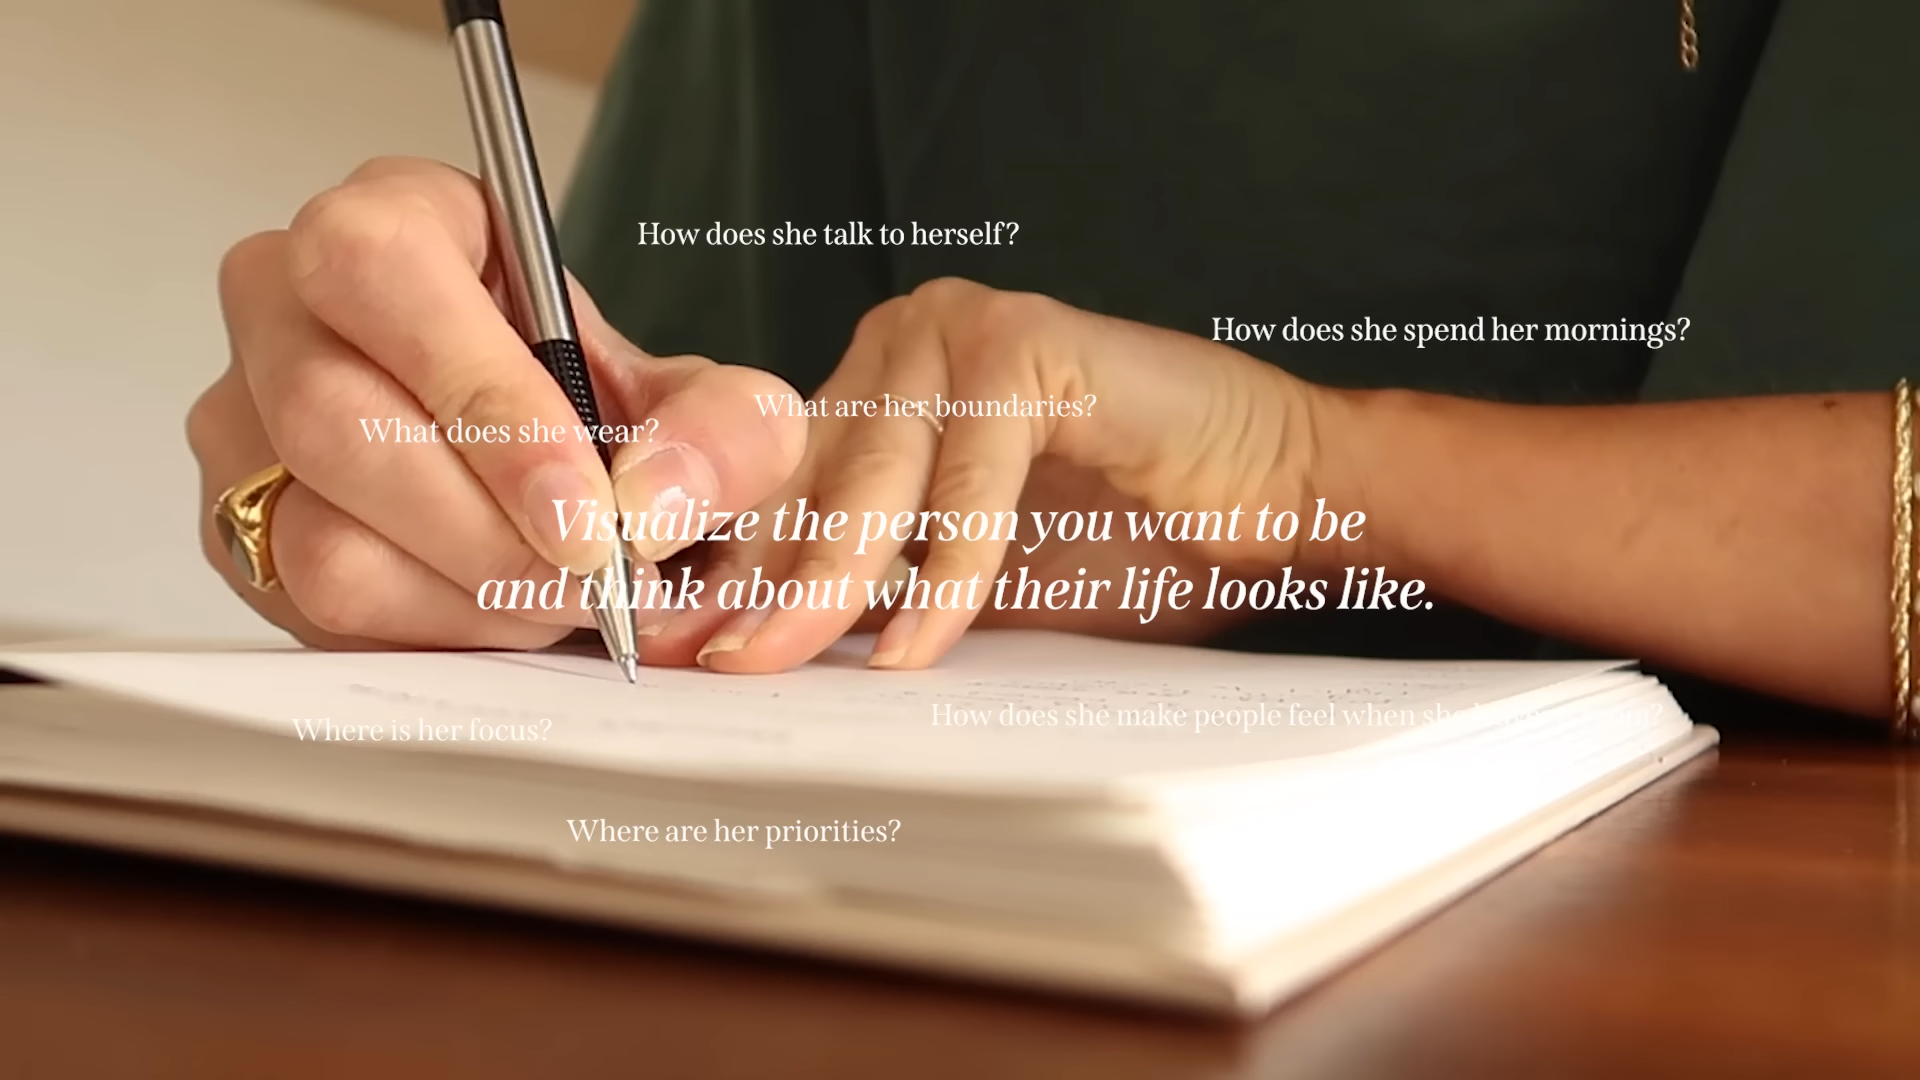 How does she talk to herself?
How does she spend her mornings?
What are her boundaries?
What does she wear?
Visualize the person you want to be
and think about what their life looks like.
How does she make people feel when she
Where is her focus?
Where are her priorities?